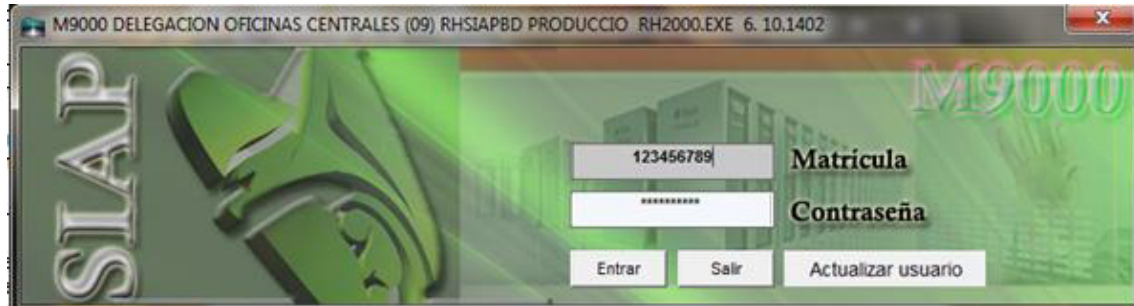 M9000 DELEGACION OFICINAS CENTRALES (09) RHSIAPBD PRODUCCIO RH2000.EXE 6. 10.1402
x
SIAP
M9000
123456789
Matrícula
**********
Contraseña
Entrar
Salir
Actualizar usuario